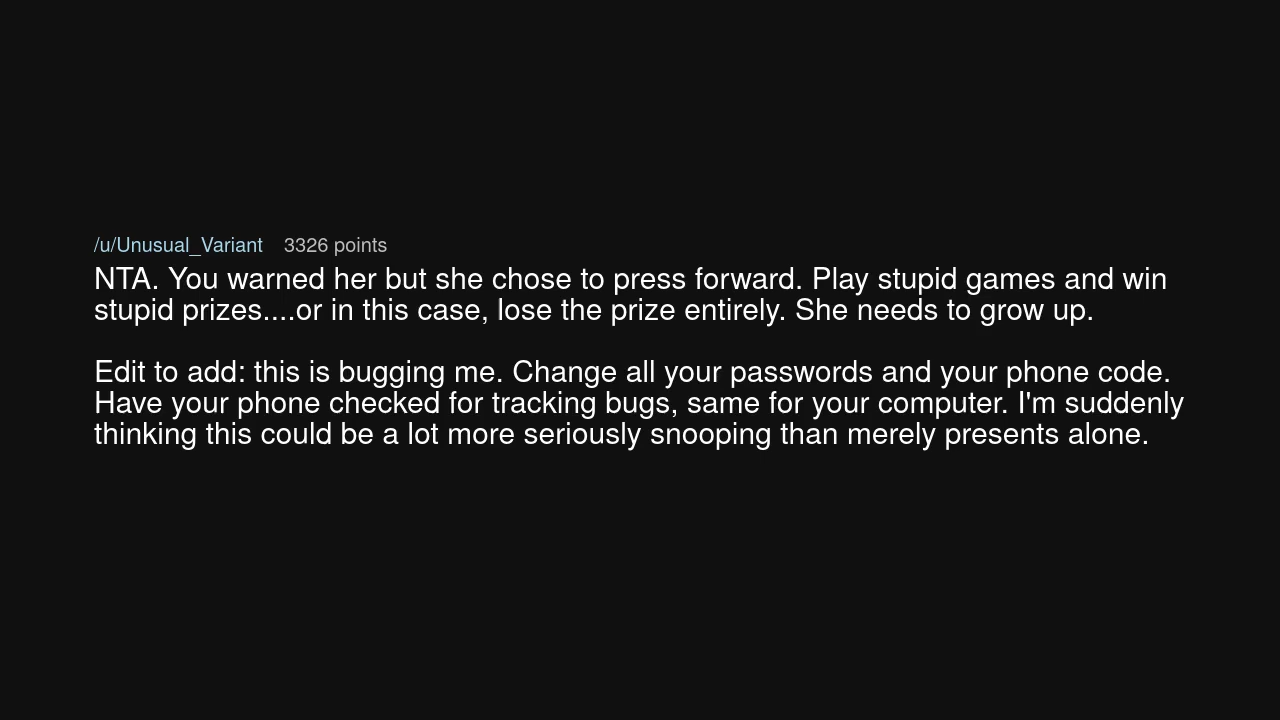 /u/Unusual_Variant 3326 points
NTA. You warned her but she chose to press forward. Play stupid games and win
stupid prizes....or in this case, lose the prize entirely. She needs to grow up.
Edit to add: this is bugging me. Change all your passwords and your phone code.
Have your phone checked for tracking bugs, same for your computer. I'm suddenly
thinking this could be a lot more seriously snooping than merely presents alone.